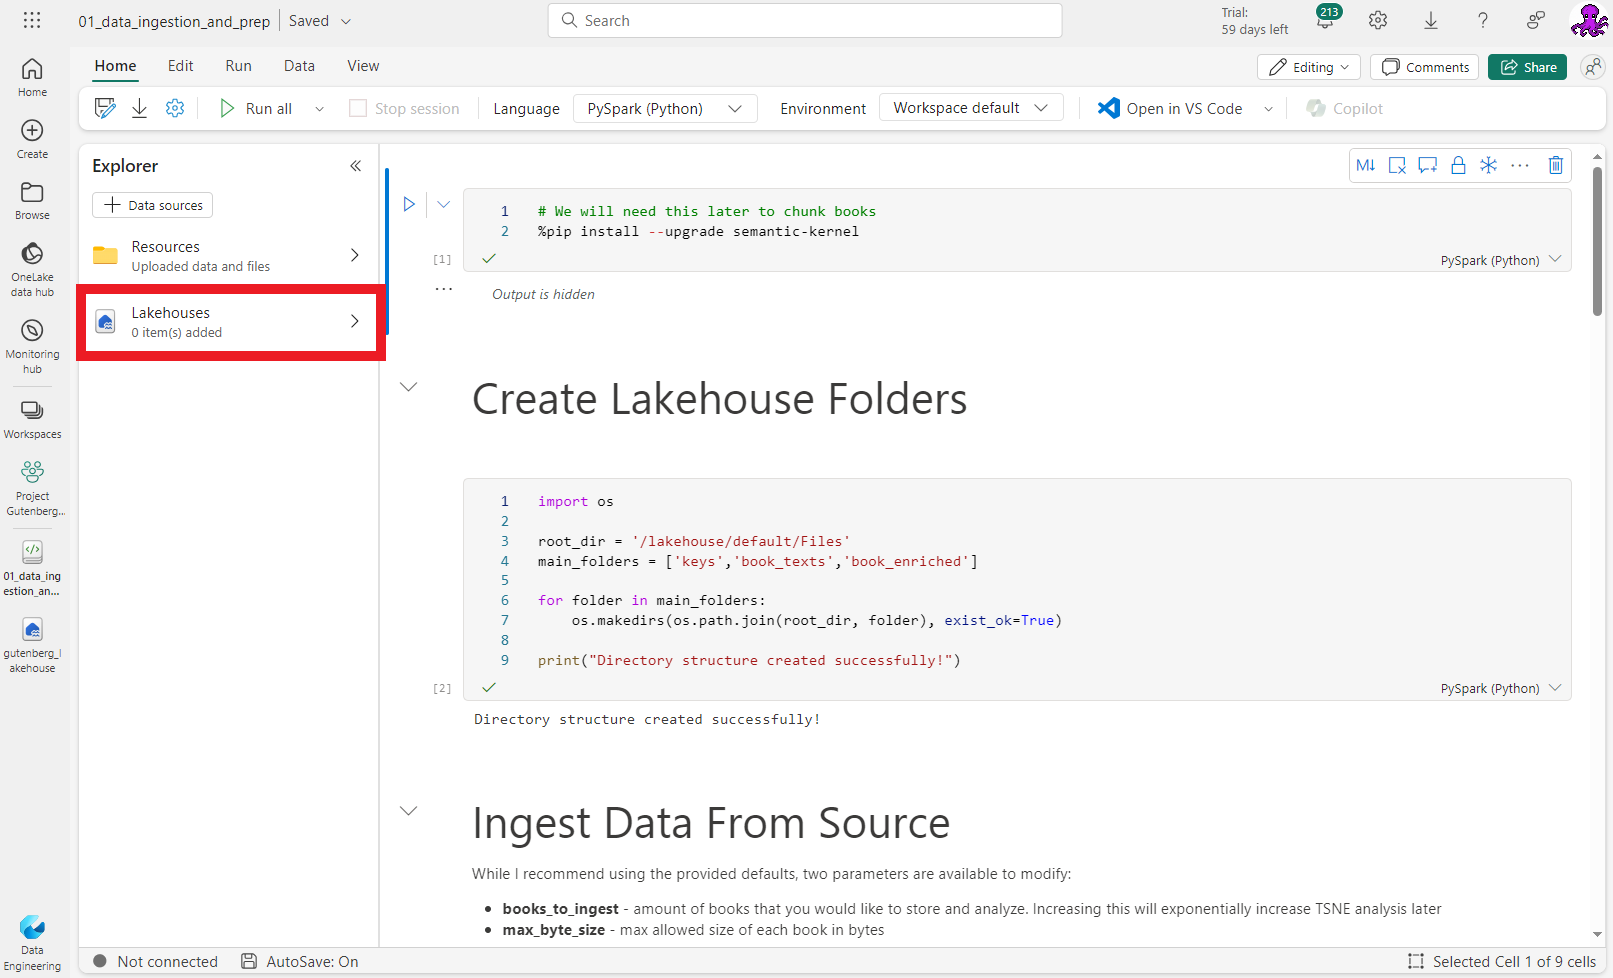 01_data_ingestion_and_prep
Saved
Search
Trial:
59 days left
213
Home
Edit
Run
Data
View
Editing
Comments
Share
Run all
Stop session
Language
PySpark (Python)
Environment
Workspace default
Open in VS Code
Copilot
Home
Create
Browse
OneLake
data hub
Monitoring
hub
Workspaces
Project
Gutenberg...
01_data_ing
estion_an...
gutenberg_l
akehouse
Data
Engineering
Explorer
Data sources
Resources
Uploaded data and files
Lakehouses
0 item(s) added
M↓
1 # We will need this later to chunk books
2 %pip install --upgrade semantic-kernel
[1]
PySpark (Python)
Output is hidden
Create Lakehouse Folders
1 import os
2
3 root_dir = '/lakehouse/default/Files'
4 main_folders = ['keys','book_texts','book_enriched']
5
6 for folder in main_folders:
7     os.makedirs(os.path.join(root_dir, folder), exist_ok=True)
8
9 print("Directory structure created successfully!")
[2]
PySpark (Python)
Directory structure created successfully!
Ingest Data From Source
While I recommend using the provided defaults, two parameters are available to modify:
• books_to_ingest - amount of books that you would like to store and analyze. Increasing this will exponentially increase TSNE analysis later
• max_byte_size - max allowed size of each book in bytes
Not connected
AutoSave: On
Selected Cell 1 of 9 cells